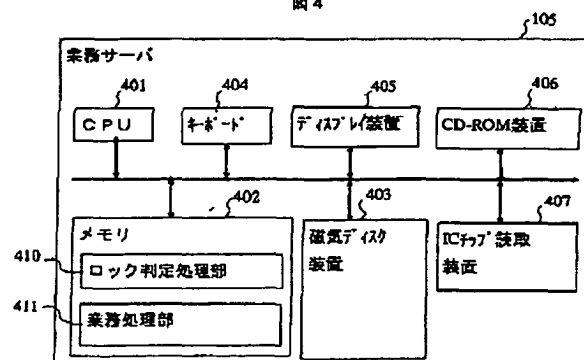 図4
105
業務サーバ
401
404
405
406
CPU
キーボード
ディスプレイ装置
CD-ROM装置
402
403
407
メモリ
磁気ディスク
装置
ICチップ読取
装置
410
ロック判定処理部
411
業務処理部